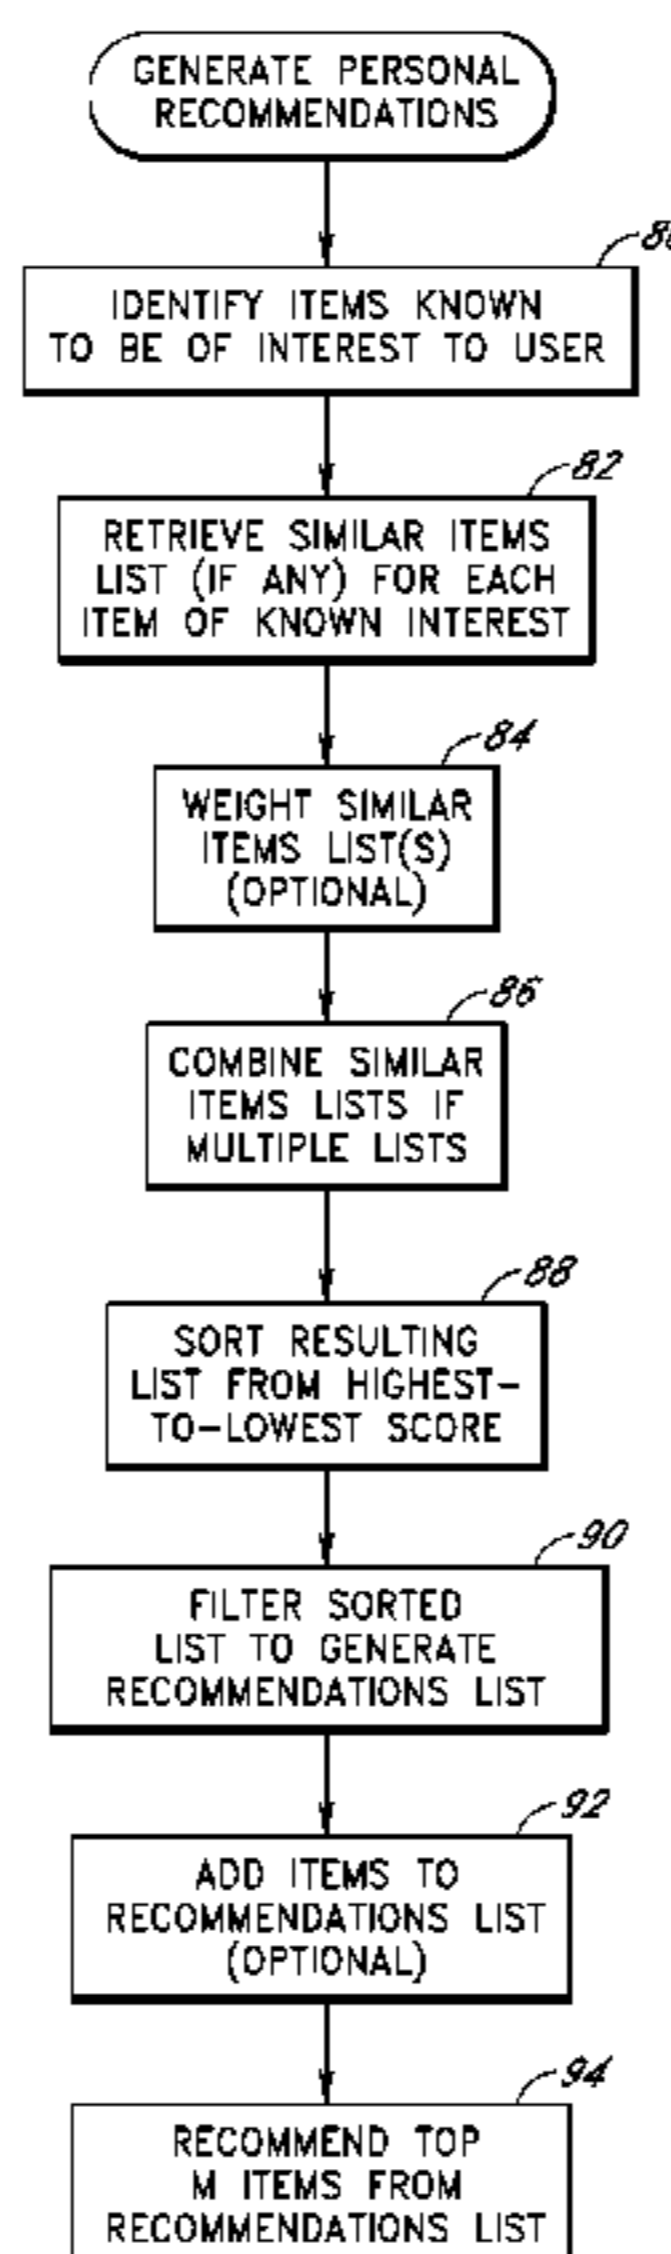 GENERATE PERSONAL
RECOMMENDATIONS
IDENTIFY ITEMS KNOWN
TO BE OF INTEREST TO USER
82
RETRIEVE SIMILAR ITEMS
LIST (IF ANY) FOR EACH
ITEM OF KNOWN INTEREST
84
WEIGHT SIMILAR
ITEMS LIST(S)
(OPTIONAL)
86
COMBINE SIMILAR
ITEMS LISTS IF
MULTIPLE LISTS
88
SORT RESULTING
LIST FROM HIGHEST-
TO-LOWEST SCORE
90
FILTER SORTED
LIST TO GENERATE
RECOMMENDATIONS LIST
92
ADD ITEMS TO
RECOMMENDATIONS LIST
(OPTIONAL)
94
RECOMMEND TOP
M ITEMS FROM
RECOMMENDATIONS LIST